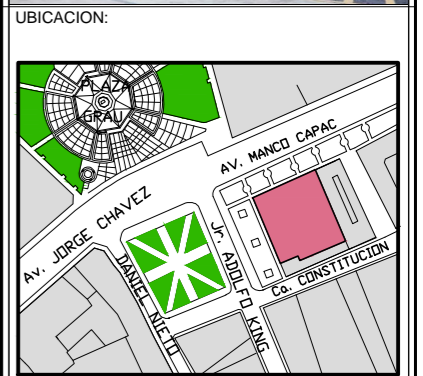 UBICACION:
PLAZA
GRAU
AV. MANCO CAPAC
Av. JORGE CHAVEZ
Jr. ADOLFO KING
DANIEL NIETO
Ca. CONSTITUCION